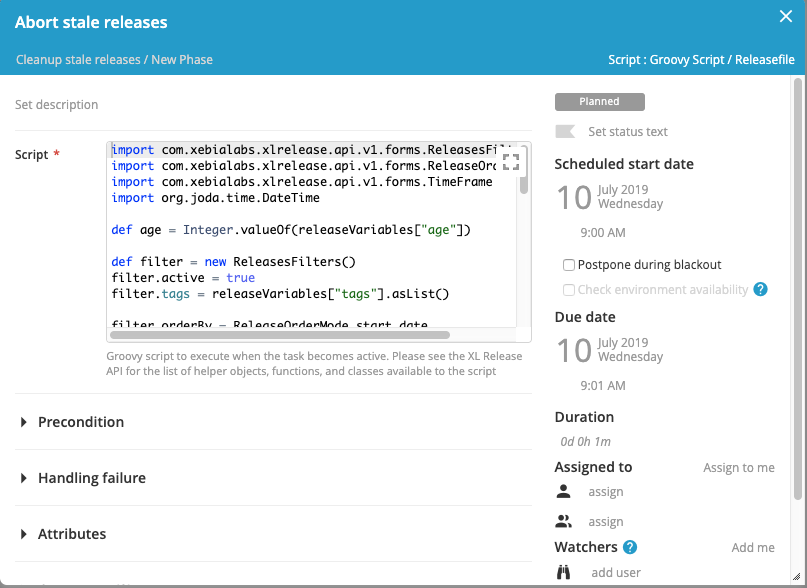 Abort stale releases
Cleanup stale releases / New Phase
Script : Groovy Script / Releasefile
Set description
Script *
import com.xebialabs.xlrelease.api.v1.forms.ReleasesFil
import com.xebialabs.xlrelease.api.v1.forms.ReleaseOrd
import com.xebialabs.xlrelease.api.v1.forms.TimeFrame
import org.joda.time.DateTime
def age = Integer.valueOf(releaseVariables["age"])
def filter = new ReleasesFilters()
filter.active = true
filter.tags = releaseVariables["tags"].asList()
filter.orderBy = ReleaseOrderMode.start_date
Groovy script to execute when the task becomes active. Please see the XL Release
API for the list of helper objects, functions, and classes available to the script
Precondition
Handling failure
Attributes
Planned
Set status text
Scheduled start date
10 July 2019
Wednesday
9:00 AM
Postpone during blackout
Check environment availability ?
Due date
10 July 2019
Wednesday
9:01 AM
Duration
0d 0h 1m
Assigned to Assign to me
assign
assign
Watchers ? Add me
add user